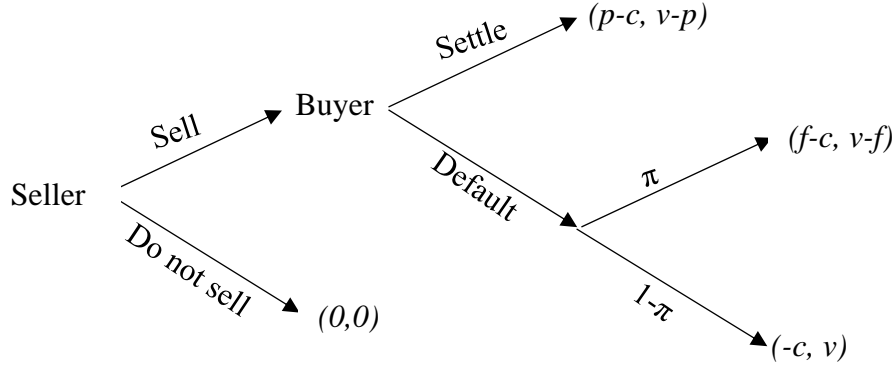 (p-c, v-p)
Settle
Buyer
Sell
(f-c, v-f)
π
Default
Seller
Do not sell
1-π
(0,0)
(-c, v)